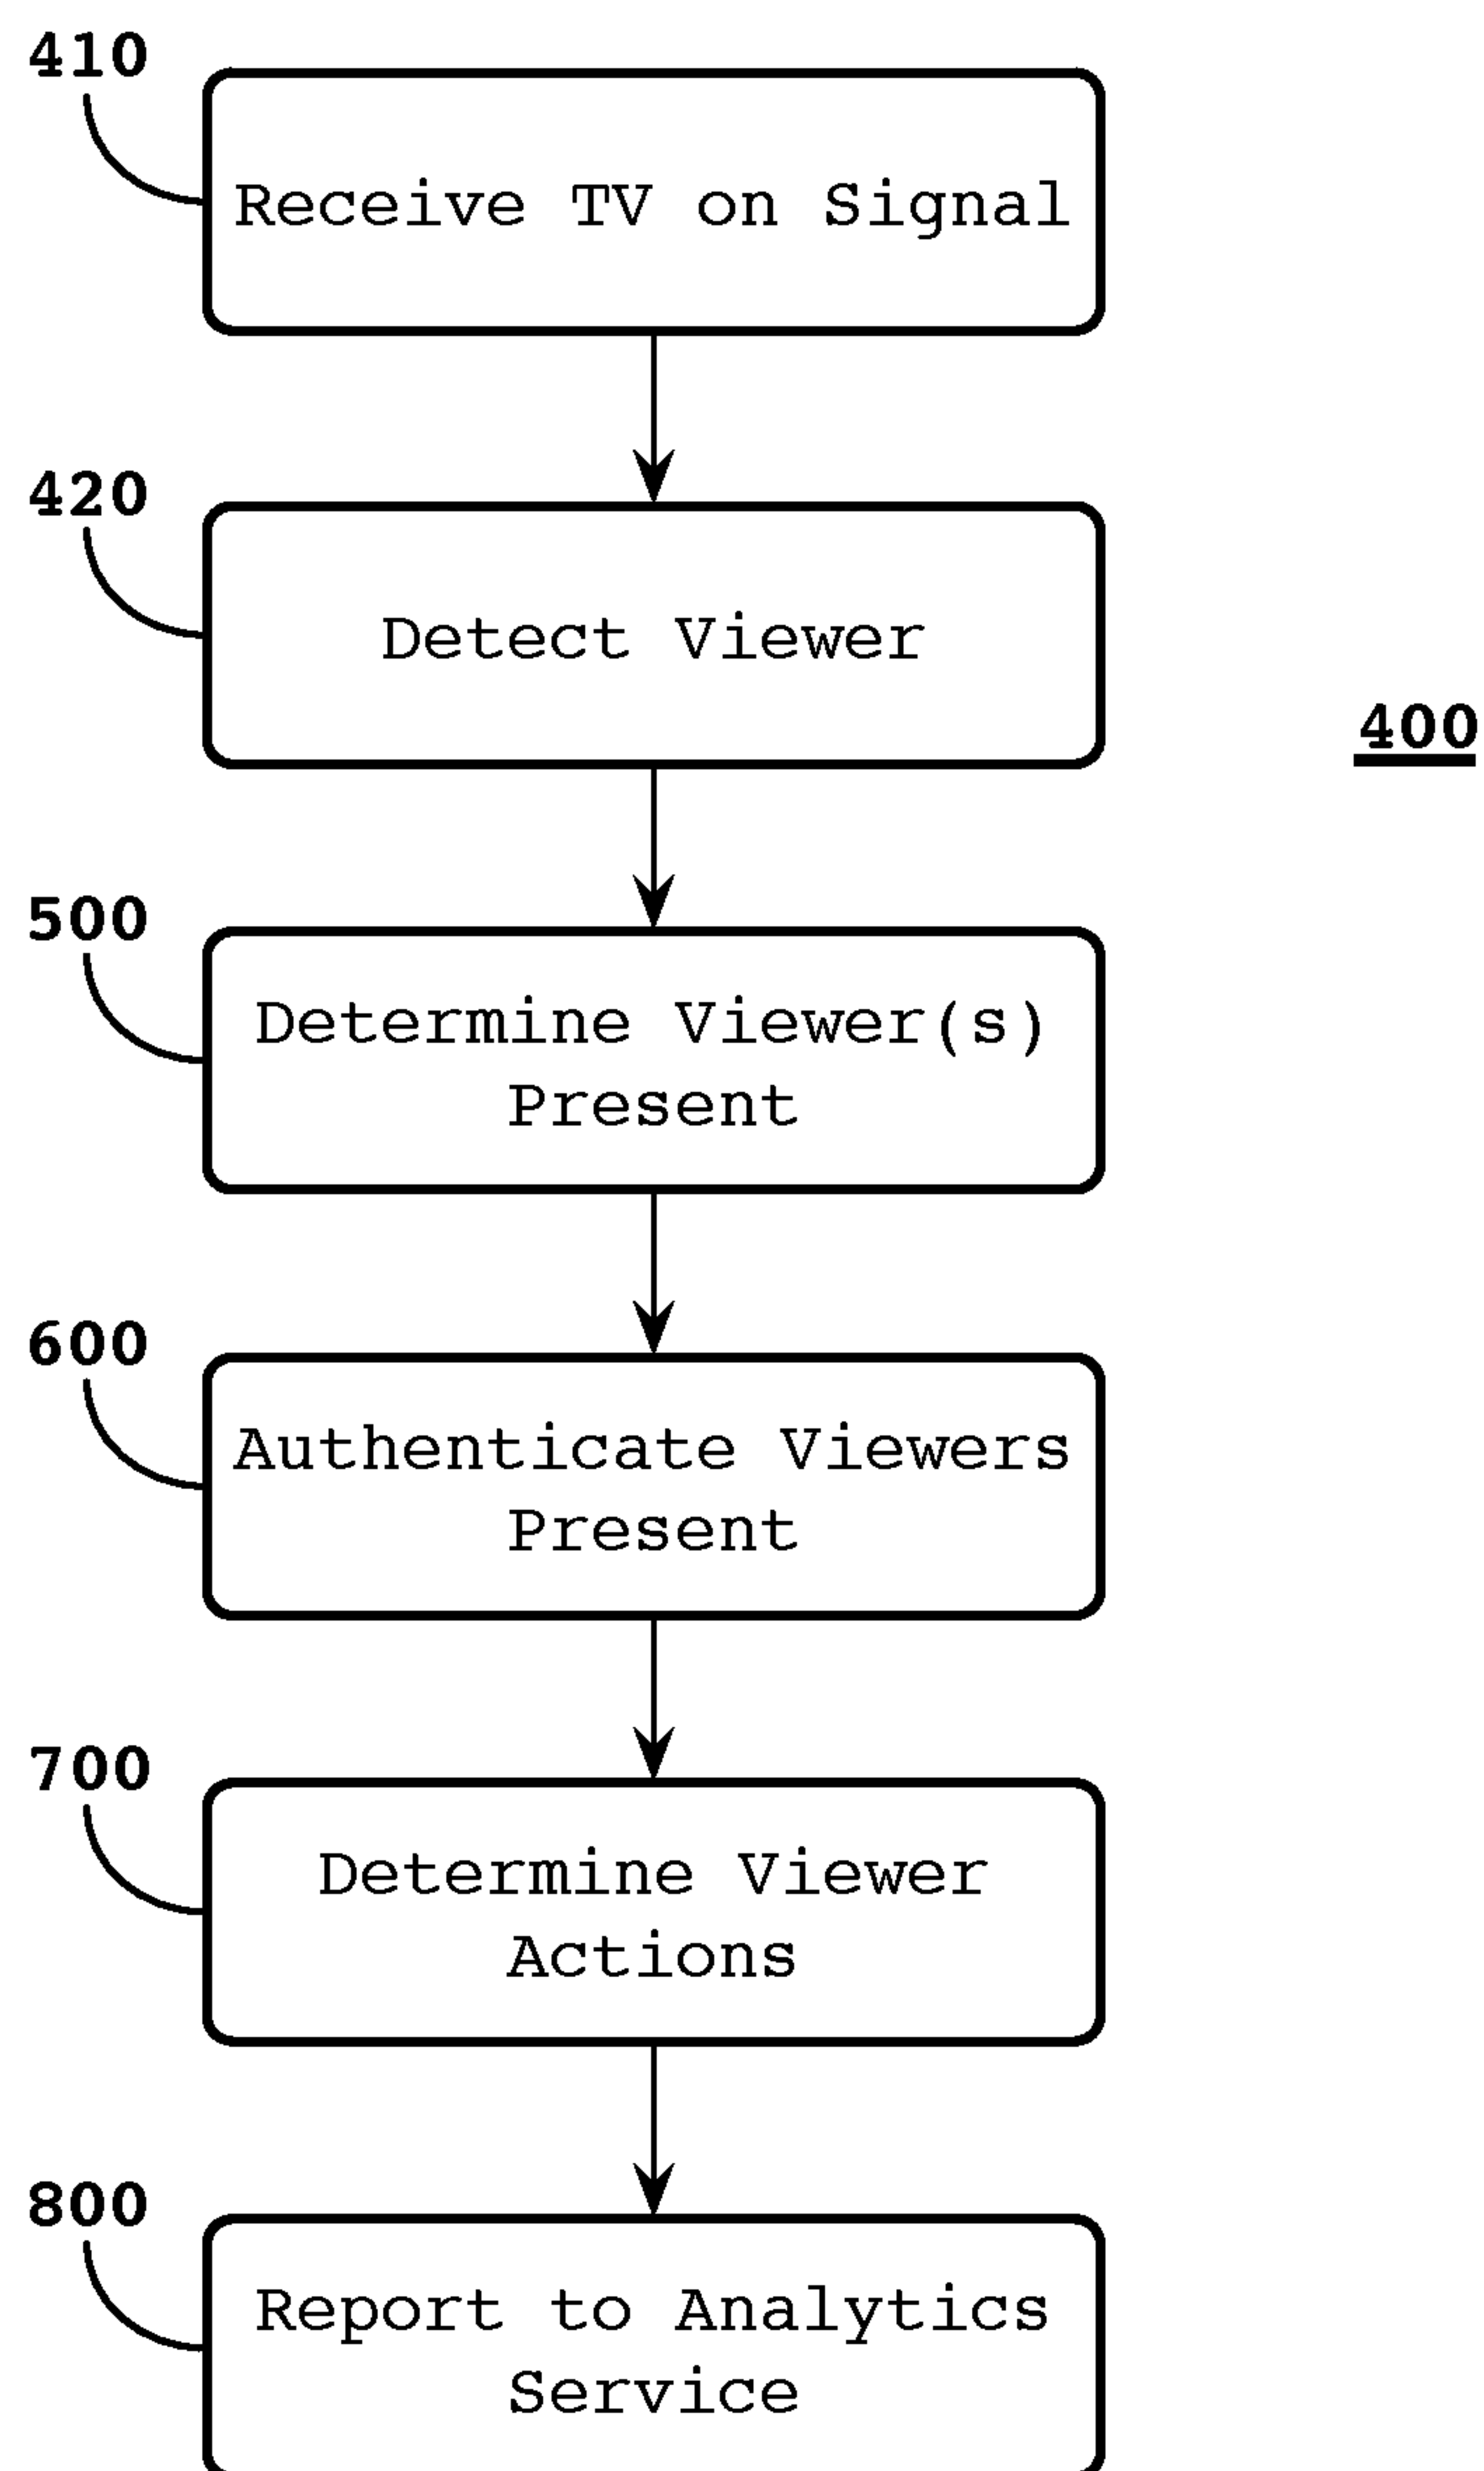 410
Receive TV on Signal
420
Detect Viewer
400
500
Determine Viewer(s)
Present
600
Authenticate Viewers
Present
700
Determine Viewer
Actions
800
Report to Analytics
Service